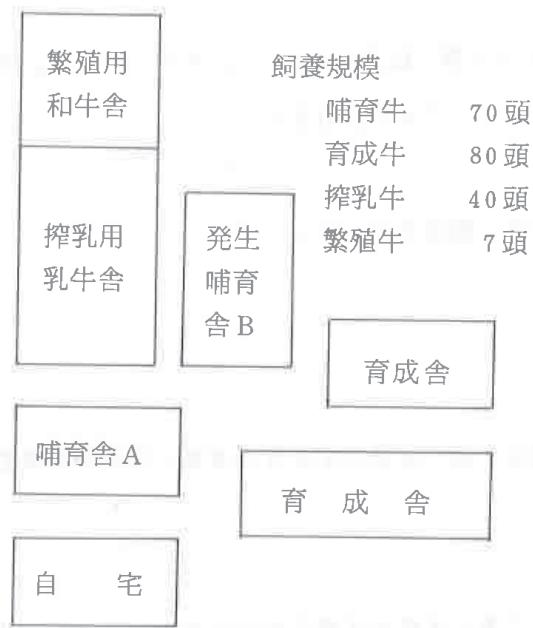 繁殖用
和牛舎
搾乳用
乳牛舎
発生
哺育
舎B
飼養規模
哺育牛 70頭
育成牛 80頭
搾乳牛 40頭
繁殖牛 7頭
育成舎
哺育舎A
育成舎
自宅